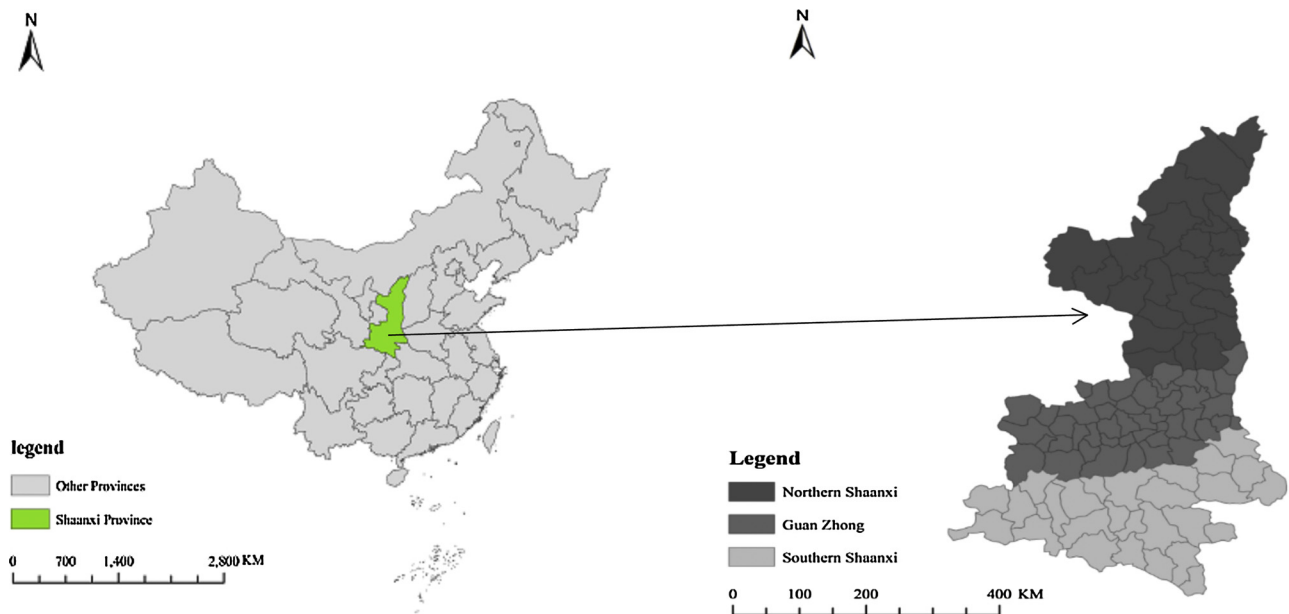 N
N
legend
Other Provinces
Shaanxi Province
0 700 1,400 2,800 KM
Legend
Northern Shaanxi
Guan Zhong
Southern Shaanxi
0 100 200 400 KM